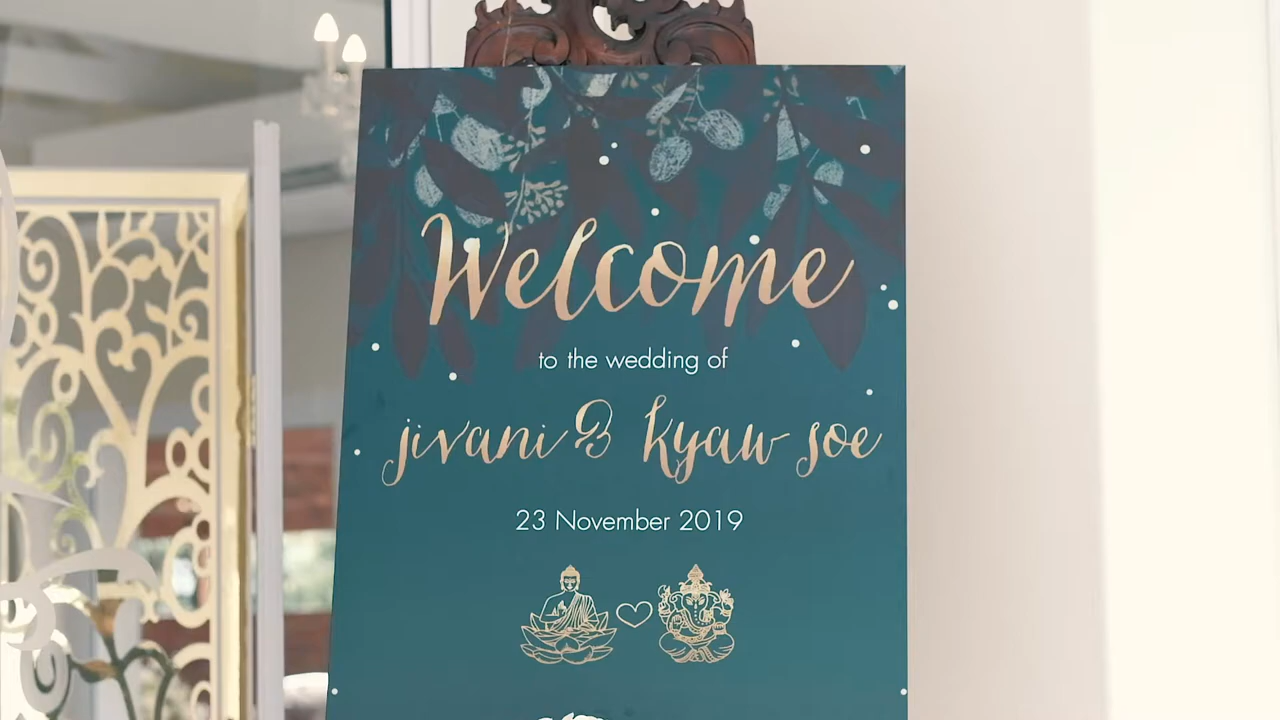 Welcome
to the wedding of
jivani & kyaw soe
23 November 2019